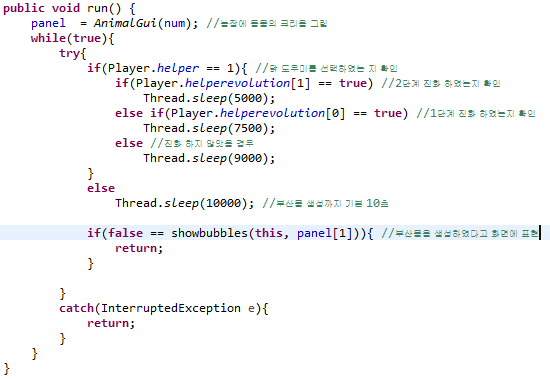 public void run() {
panel = AnimalGui(num); //농장에 동물의 그림을 그림
while(true){
try{
if(Player.helper == 1){ //닭 도우미를 선택하였는 지 확인
if(Player.helperevolution[1] == true) //2단계 진화 하였는지 확인
Thread.sleep(5000);
else if(Player.helperevolution[0] == true) //1단계 진화 하였는지 확인
Thread.sleep(7500);
else //진화 하지 않았을 경우
Thread.sleep(9000);
}
else
Thread.sleep(10000); //부산물 생성까지 기본 10초
if(false == showbubbles(this, panel[1])){ //부산물을 생성하였다고 화면에 표현
return;
}
}
catch(InterruptedException e){
return;
}
}
}